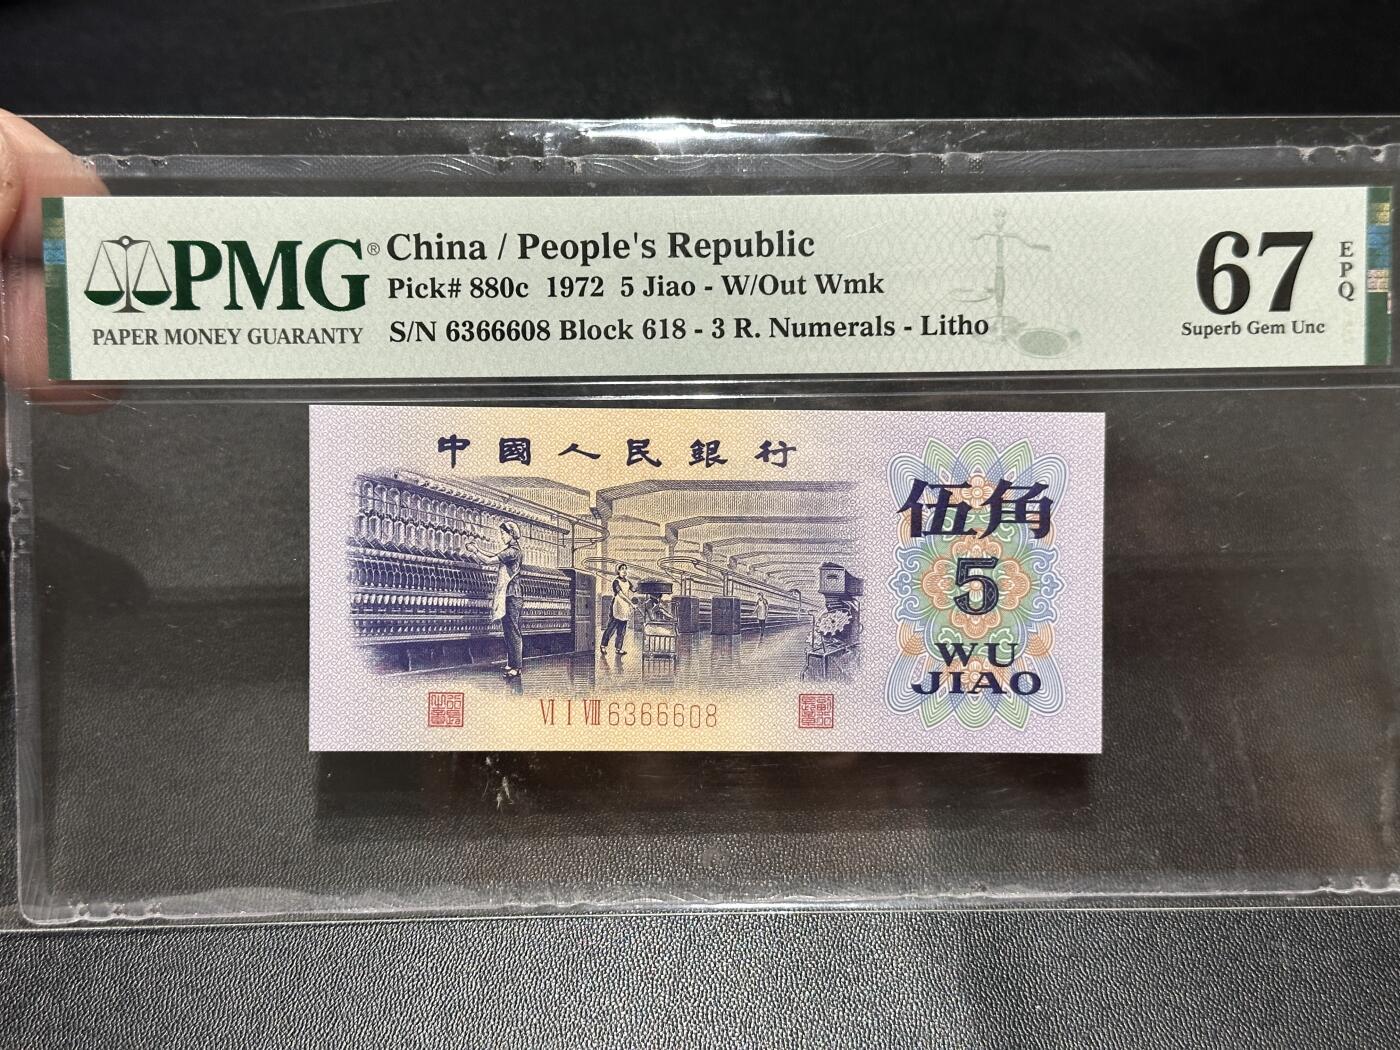 PMG®
PAPER MONEY GUARANTY
China / People's Republic
Pick# 880c 1972 5 Jiao - W/Out Wmk
S/N 6366608 Block 618 - 3 R. Numerals - Litho
67
EPQ
Superb Gem Unc
中國人民銀行
伍角
5
WU
JIAO
VI I VIII 6366608